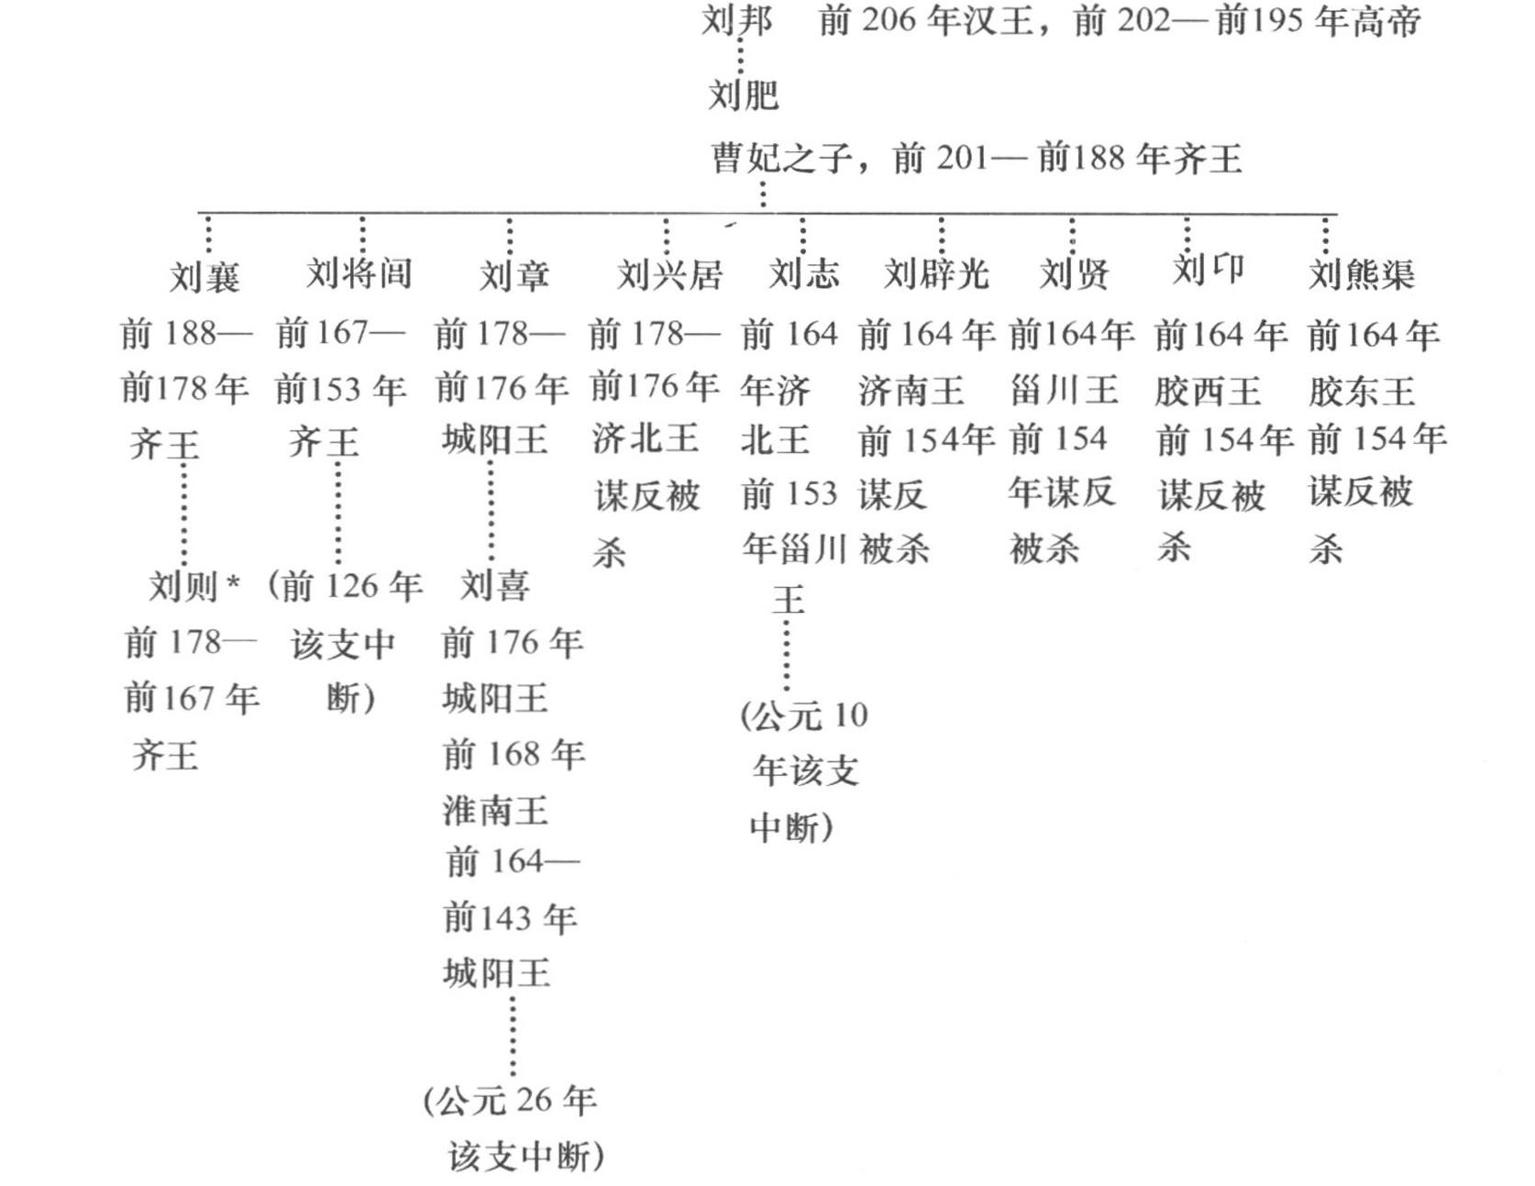 刘邦 前 206 年汉王，前 202—前195 年高帝
刘肥
曹妃之子，前 201—前188 年齐王
刘襄
前 188—
前178 年
齐王
刘则*
前 178—
前167 年
齐王
刘将闾
前 167—
前153 年
齐王
(前 126 年
该支中
断)
刘章
前 178—
前176 年
城阳王
刘喜
前 176 年
城阳王
前 168 年
淮南王
前 164—
前143 年
城阳王
(公元 26 年
该支中断)
刘兴居
前 178—
前176 年
济北王
谋反被
杀
刘志
前 164
年济
北王
前 153
年甾川
王
(公元 10
年该支
中断)
刘辟光
前 164 年
济南王
前 154年
谋反
被杀
刘贤
前164年
甾川王
前 154
年谋反
被杀
刘卬
前164 年
胶西王
前 154年
谋反被
杀
刘熊渠
前164 年
胶东王
前 154年
谋反被
杀